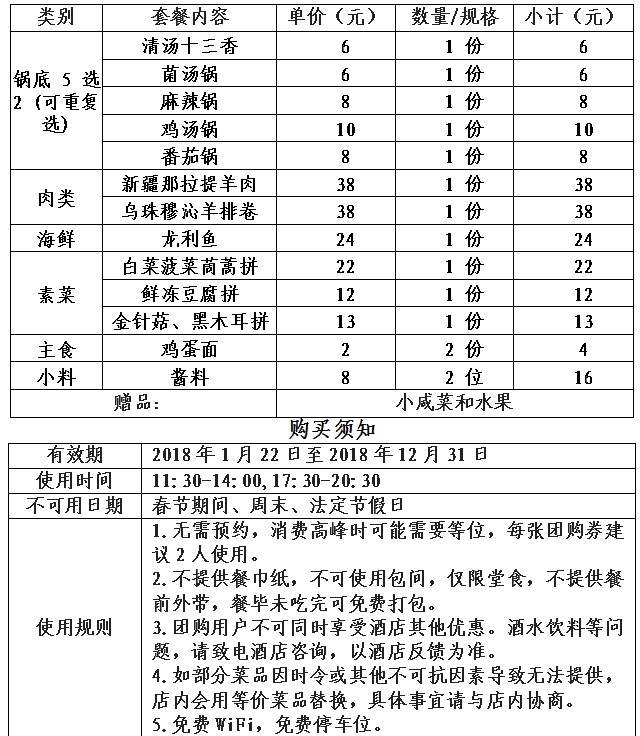 类别 套餐内容 单价（元） 数量/规格 小计（元）
锅底 5 选2（可重复选） 清汤十三香 6 1 份 6
菌汤锅 6 1 份 6
麻辣锅 8 1 份 8
鸡汤锅 10 1 份 10
番茄锅 8 1 份 8
肉类 新疆那拉提羊肉 38 1 份 38
乌珠穆沁羊排卷 38 1 份 38
海鲜 龙利鱼 24 1 份 24
素菜 白菜菠菜茼蒿拼 22 1 份 22
鲜冻豆腐拼 12 1 份 12
金针菇、黑木耳拼 13 1 份 13
主食 鸡蛋面 2 2 份 4
小料 酱料 8 2 位 16
赠品： 小咸菜和水果
购买须知
有效期 2018年1月22日至2018年12月31日
使用时间 11：30-14：00，17：30-20：30
不可用日期 春节期间、周末、法定节假日
使用规则 1.无需预约，消费高峰时可能需要等位，每张团购券建
议2人使用。
2.不提供餐巾纸，不可使用包间，仅限堂食，不提供餐
前外带，餐毕未吃完可免费打包。
3.团购用户不可同时享受酒店其他优惠。酒水饮料等问
题，请致电酒店咨询，以酒店反馈为准。
4.如部分菜品因时令或其他不可抗因素导致无法提供，
店内会用等价菜品替换，具体事宜请与店内协商。
5.免费WiFi，免费停车位。